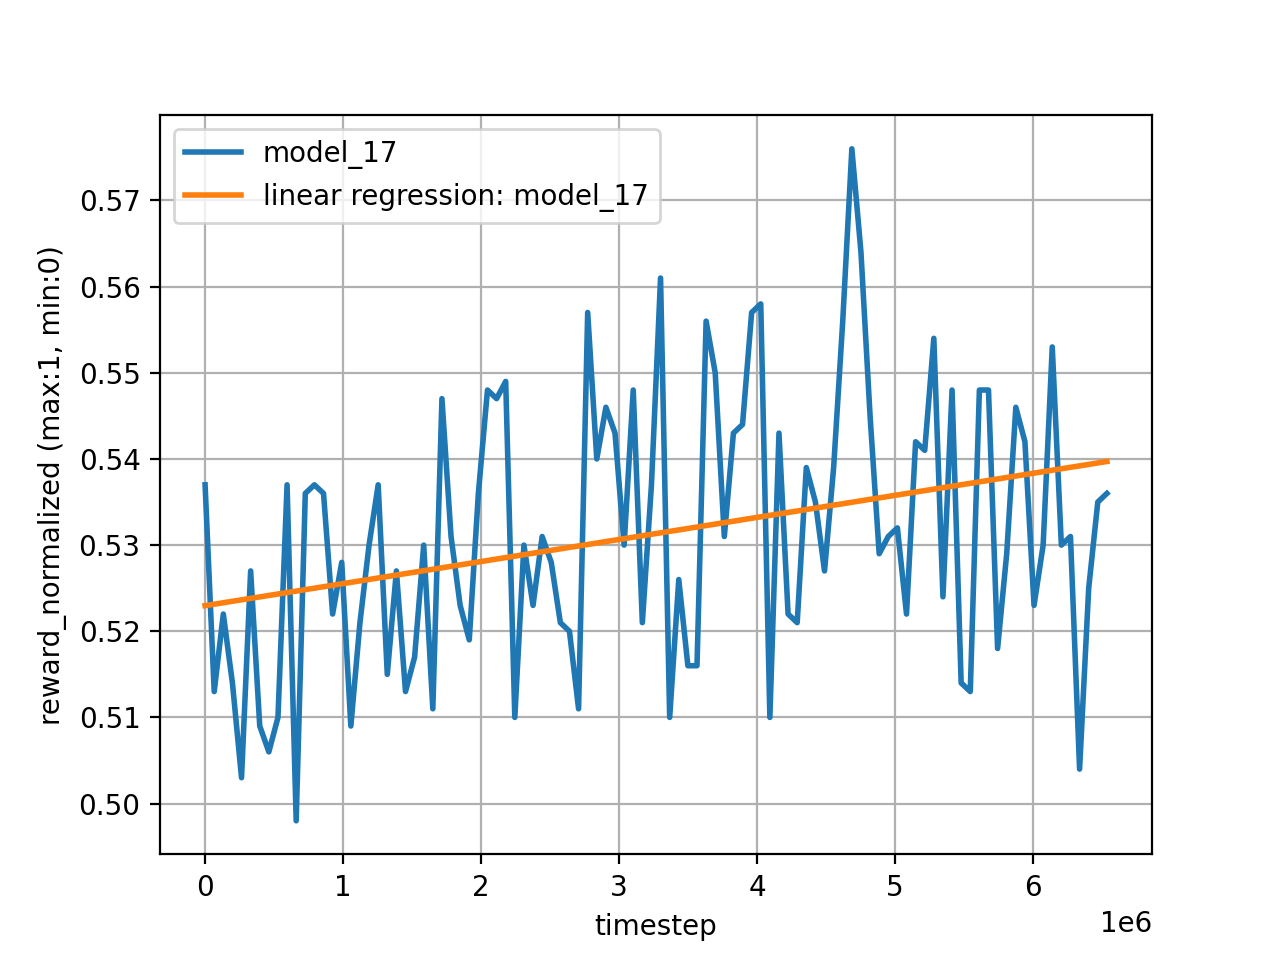 model_17
linear regression: model_17
0.57
0.56
0.55
0.54
0.53
0.52
0.51
0.50
reward_normalized (max:1, min:0)
0 1 2 3 4 5 6
1e6
timestep